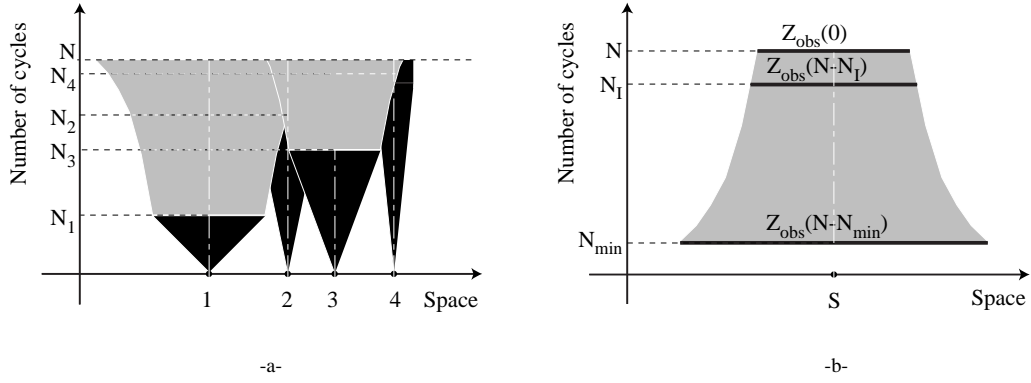 Number of cycles
N
N4
N2
N3
N1
1 2 3 4 Space
-a-
Number of cycles
N
NI
Nmin
Zobs(0)
Zobs(N-NI)
Zobs(N-Nmin)
S Space
-b-